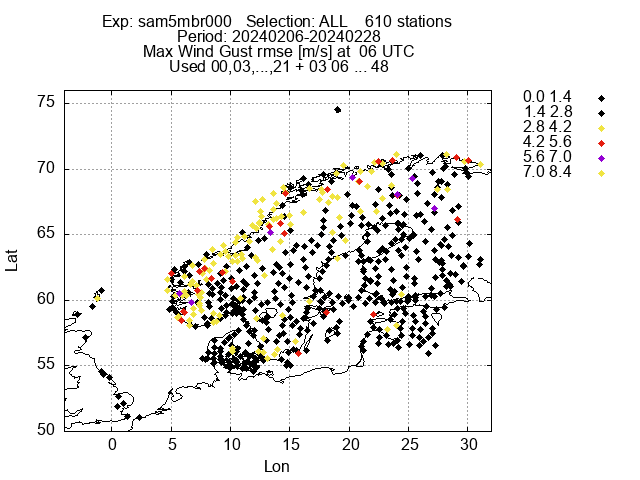 Exp: sam5mbr000 Selection: ALL 610 stations
Period: 20240206-20240228
Max Wind Gust rmse [m/s] at 06 UTC
Used 00,03,...,21 + 03 06 ... 48
0.0 1.4
1.4 2.8
2.8 4.2
4.2 5.6
5.6 7.0
7.0 8.4
75
70
65
60
55
50
Lat
0 5 10 15 20 25 30
Lon